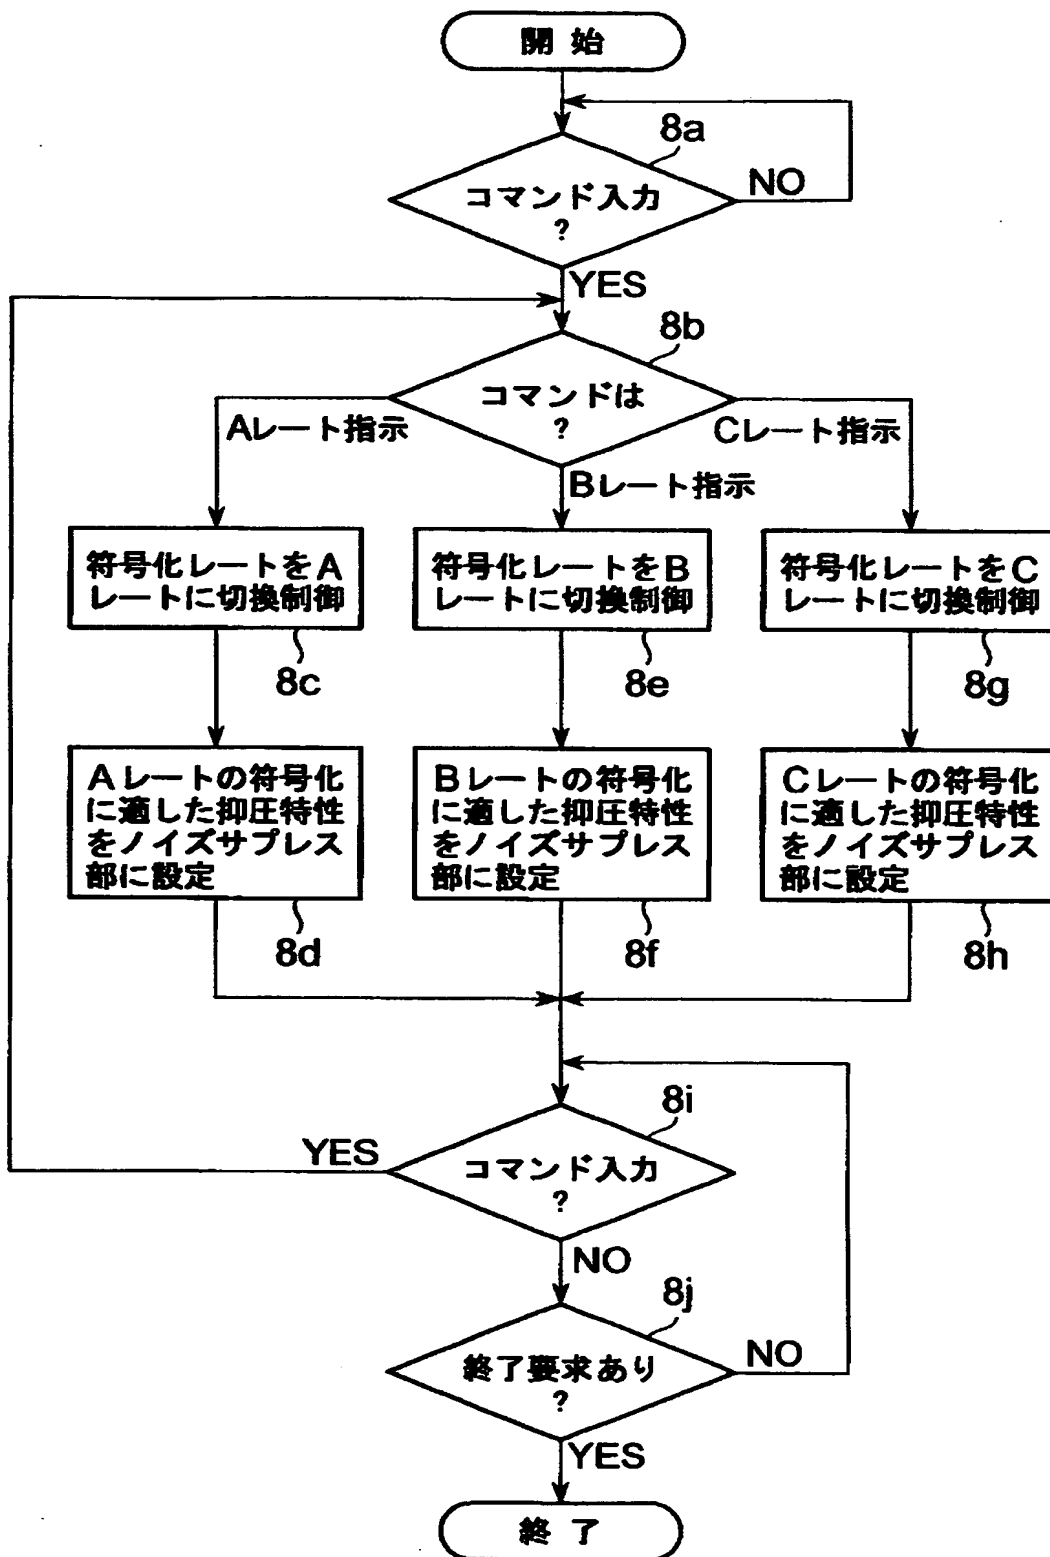 開始
8a
コマンド入力
?
NO
YES
8b
コマンドは
?
Aレート指示
Cレート指示
Bレート指示
符号化レートをA
レートに切換制御
8c
符号化レートをB
レートに切換制御
8e
符号化レートをC
レートに切換制御
8g
Aレートの符号化
に適した抑圧特性
をノイズサプレス
部に設定
8d
Bレートの符号化
に適した抑圧特性
をノイズサプレス
部に設定
8f
Cレートの符号化
に適した抑圧特性
をノイズサプレス
部に設定
8h
8i
コマンド入力
?
YES
NO
8j
終了要求あり
?
NO
YES
終了